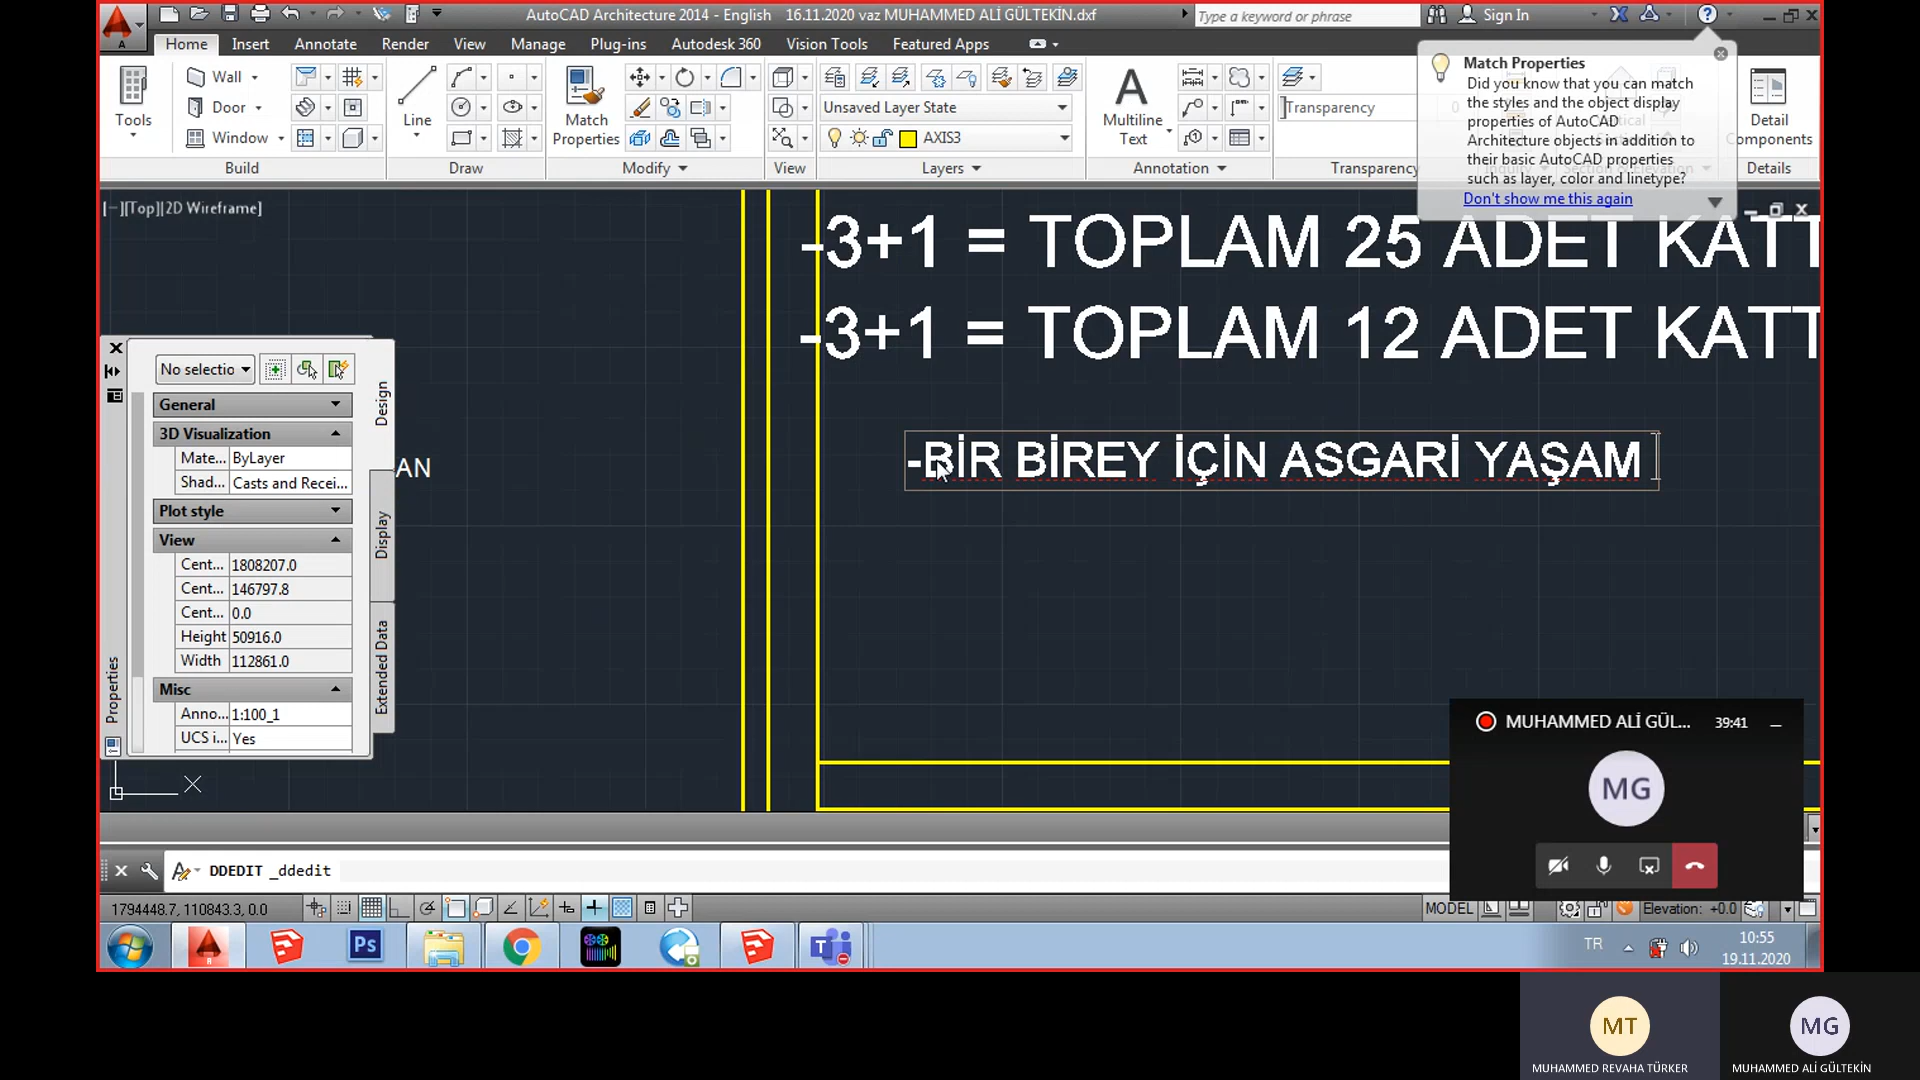 AutoCAD Architecture 2014 - English 16.11.2020 vaz MUHAMMED ALİ GÜLTEKİN.dxf
Type a keyword or phrase
Sign In
Home Insert Annotate Render View Manage Plug-ins Autodesk 360 Vision Tools Featured Apps
Tools
Wall
Door
Window
Line
Match
Properties
Unsaved Layer State
AXIS3
Multiline
Text
Transparency
Detail
Components
Build Draw Modify View Layers Annotation Transparency Details
Match Properties
Did you know that you can match
the styles and the object display
properties of AutoCAD
Architecture objects in addition to
their basic AutoCAD properties
such as layer, color and linetype?
Don't show me this again
[−][Top][2D Wireframe]
-3+1 = TOPLAM 25 ADET KATT
-3+1 = TOPLAM 12 ADET KATT
-BİR BİREY İÇİN ASGARİ YAŞAM
AN
No selectio
General
3D Visualization
Mate... ByLayer
Shad... Casts and Recei...
Plot style
View
Cent... 1808207.0
Cent... 146797.8
Cent... 0.0
Height 50916.0
Width 112861.0
Misc
Anno... 1:100_1
UCS i... Yes
Design
Display
Extended Data
Properties
X
MUHAMMED ALİ GÜL... 39:41
MG
DDEDIT _ddedit
1794448.7, 110843.3, 0.0
MODEL
Elevation: +0.0
Ps
TR
10:55
19.11.2020
MT
MUHAMMED REVAHA TÜRKER
MG
MUHAMMED ALİ GÜLTEKİN